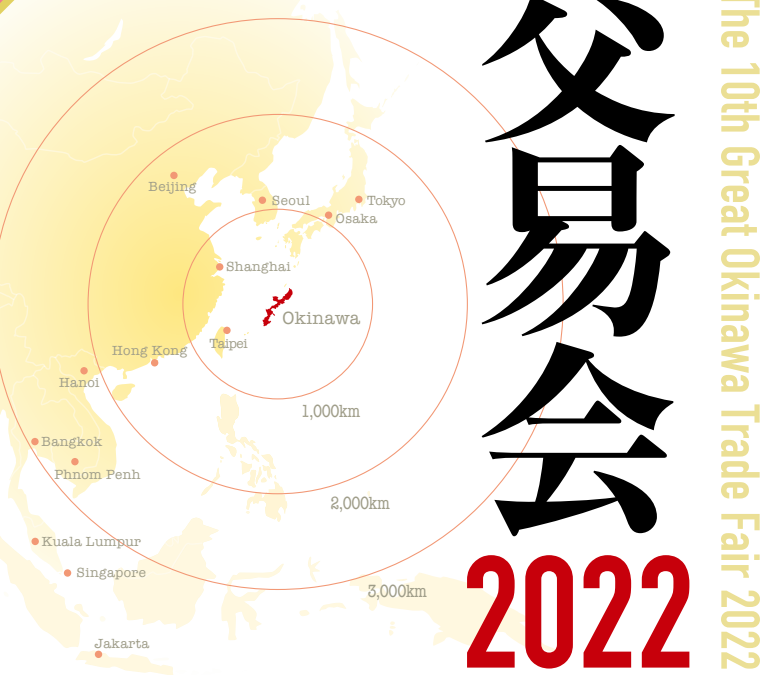 交易会
2022
The 10th Great Okinawa Trade Fair 2022
Beijing
Seoul
Tokyo
Osaka
Shanghai
Okinawa
Taipei
Hong Kong
Hanoi
1,000km
Bangkok
Phnom Penh
2,000km
Kuala Lumpur
Singapore
3,000km
Jakarta